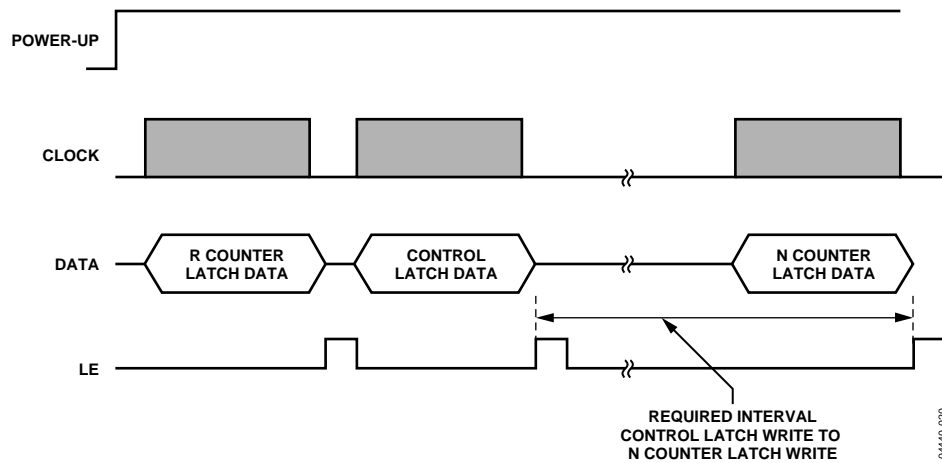 POWER-UP
CLOCK
R COUNTER
LATCH DATA
CONTROL
LATCH DATA
N COUNTER
LATCH DATA
DATA
LE
REQUIRED INTERVAL
CONTROL LATCH WRITE TO
N COUNTER LATCH WRITE